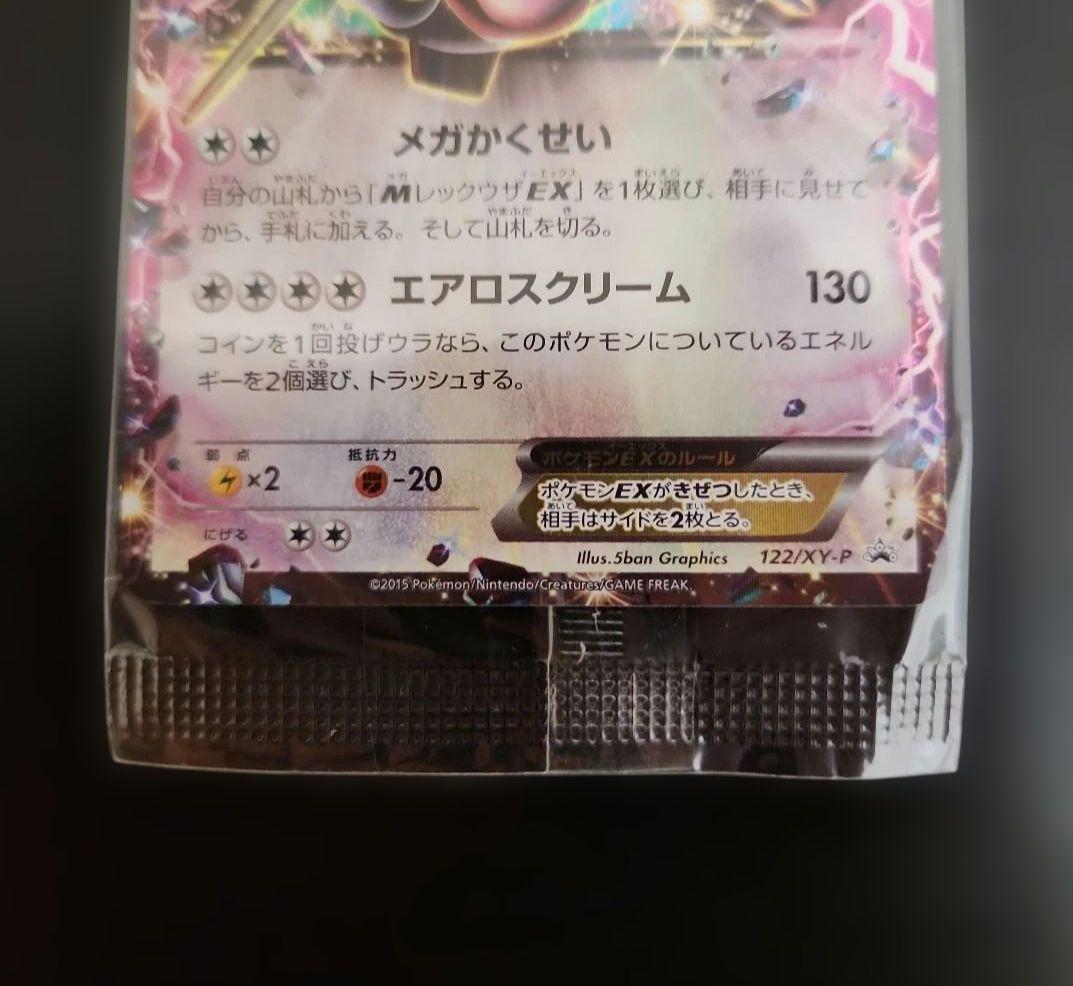 メガかくせい
自分の山札から「MレックウザEX」を1枚選び、相手に見せて
から、手札に加える。そして山札を切る。
エアロスクリーム 130
コインを1回投げウラなら、このポケモンについているエネル
ギーを2個選び、トラッシュする。
弱点 抵抗力
×2 -20
ポケモンEXのルール
ポケモンEXがきぜつしたとき、
相手はサイドを2枚とる。
にげる
Illus.5ban Graphics 122/XY-P
©2015 Pokémon/Nintendo/Creatures/GAME FREAK.